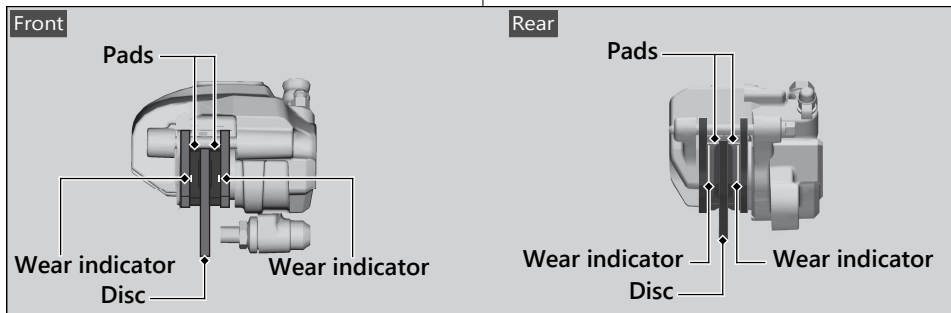 Front
Pads
Wear indicator
Wear indicator
Disc
Rear
Pads
Wear indicator
Wear indicator
Disc